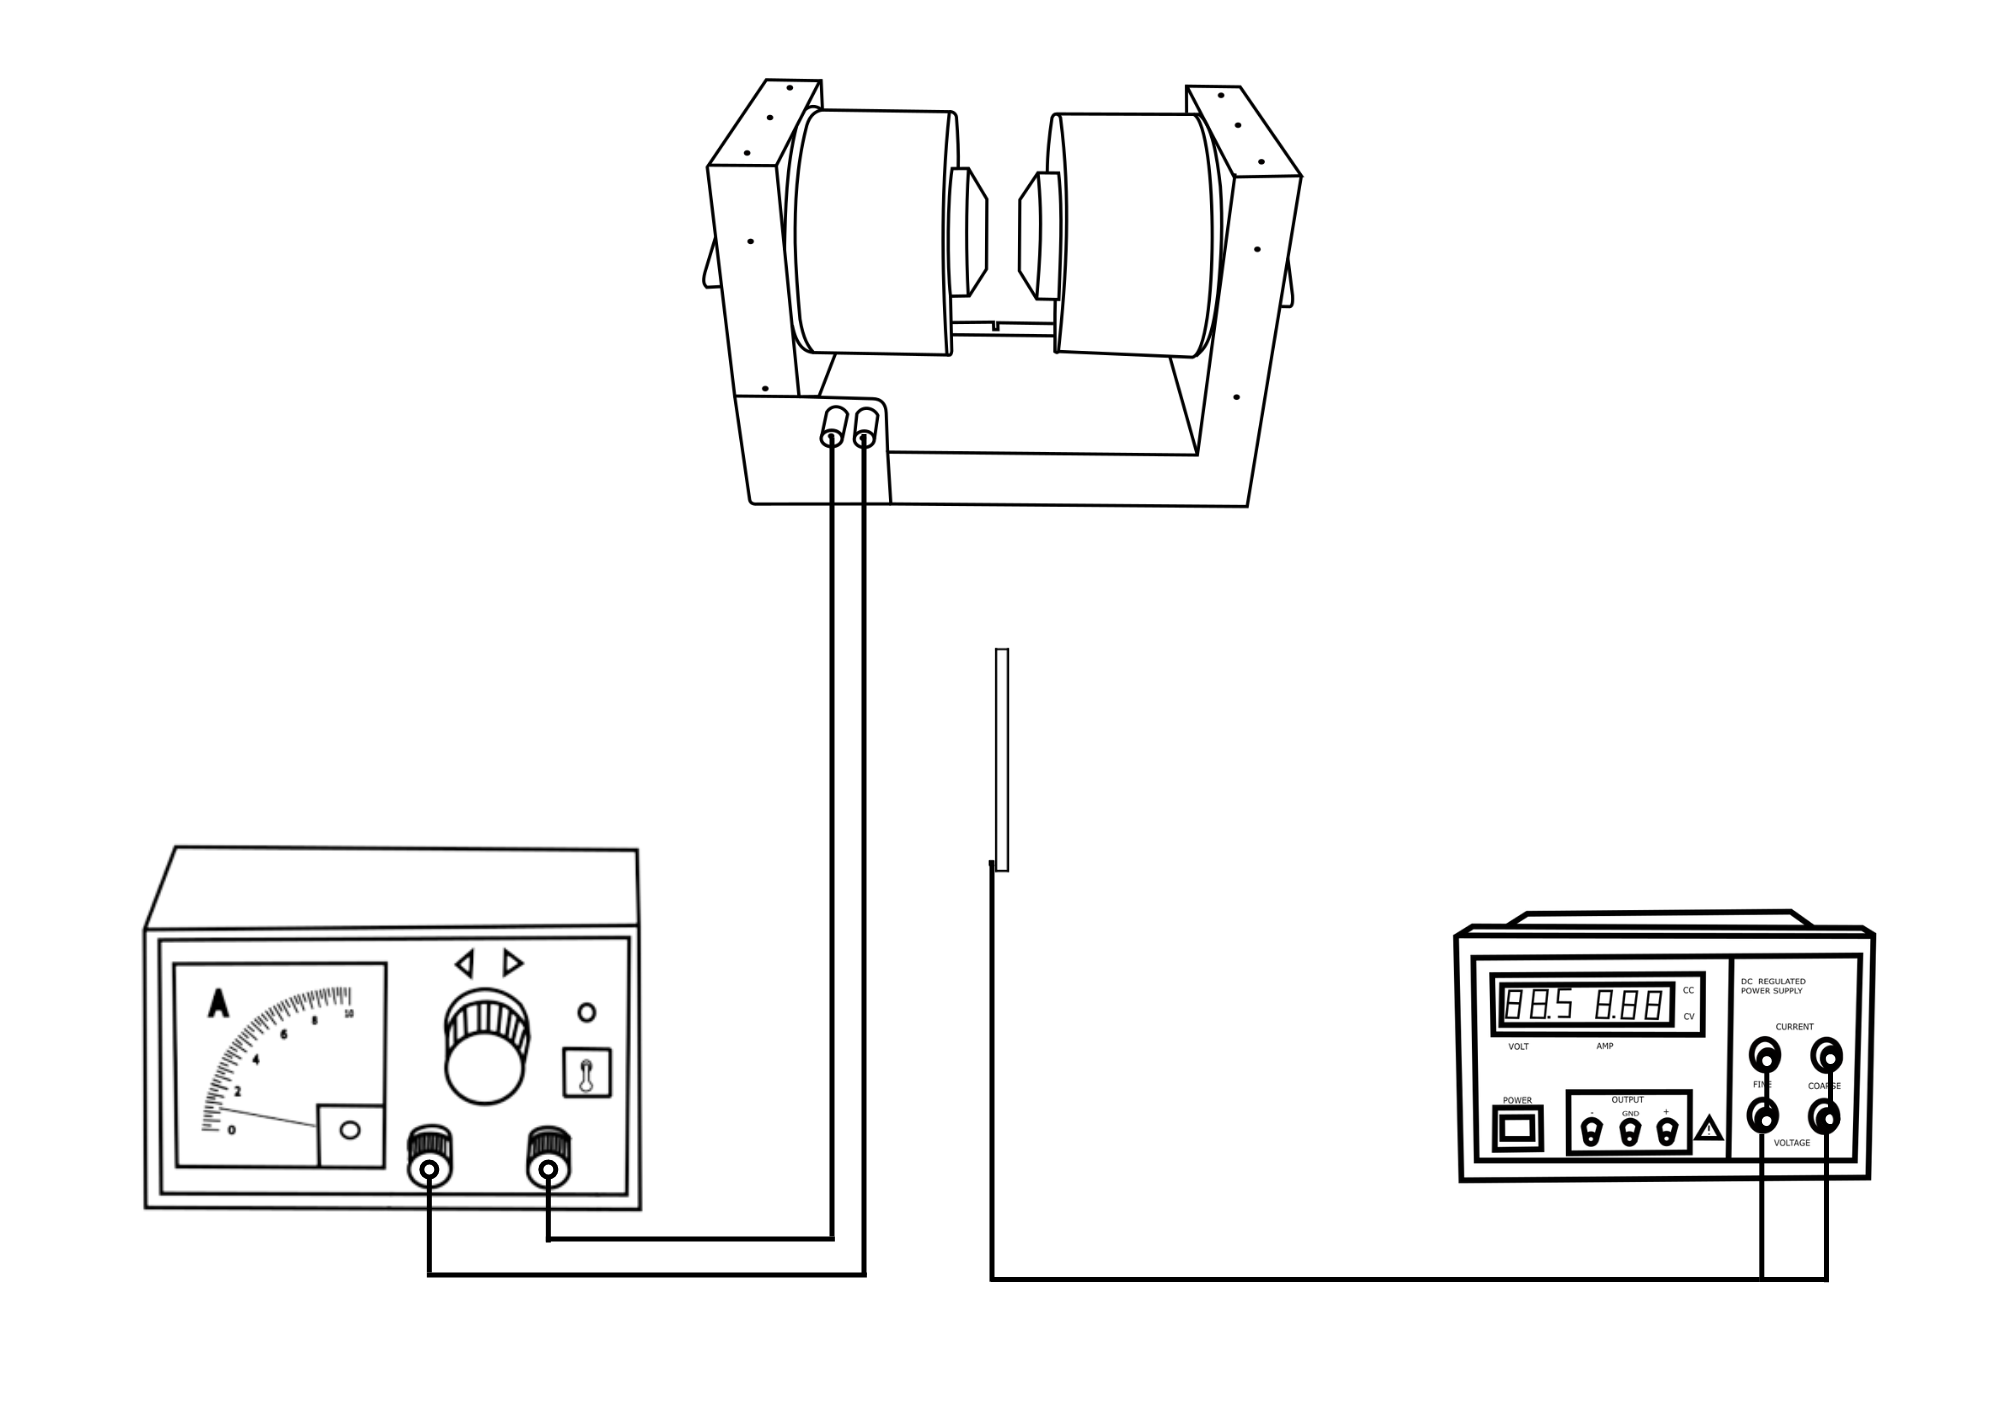 A
10
8
6
4
2
0
88.5 8.88
CC
CV
VOLT AMP
DC REGULATED
POWER SUPPLY
CURRENT
FINE COARSE
POWER
OUTPUT
- GND +
!
VOLTAGE